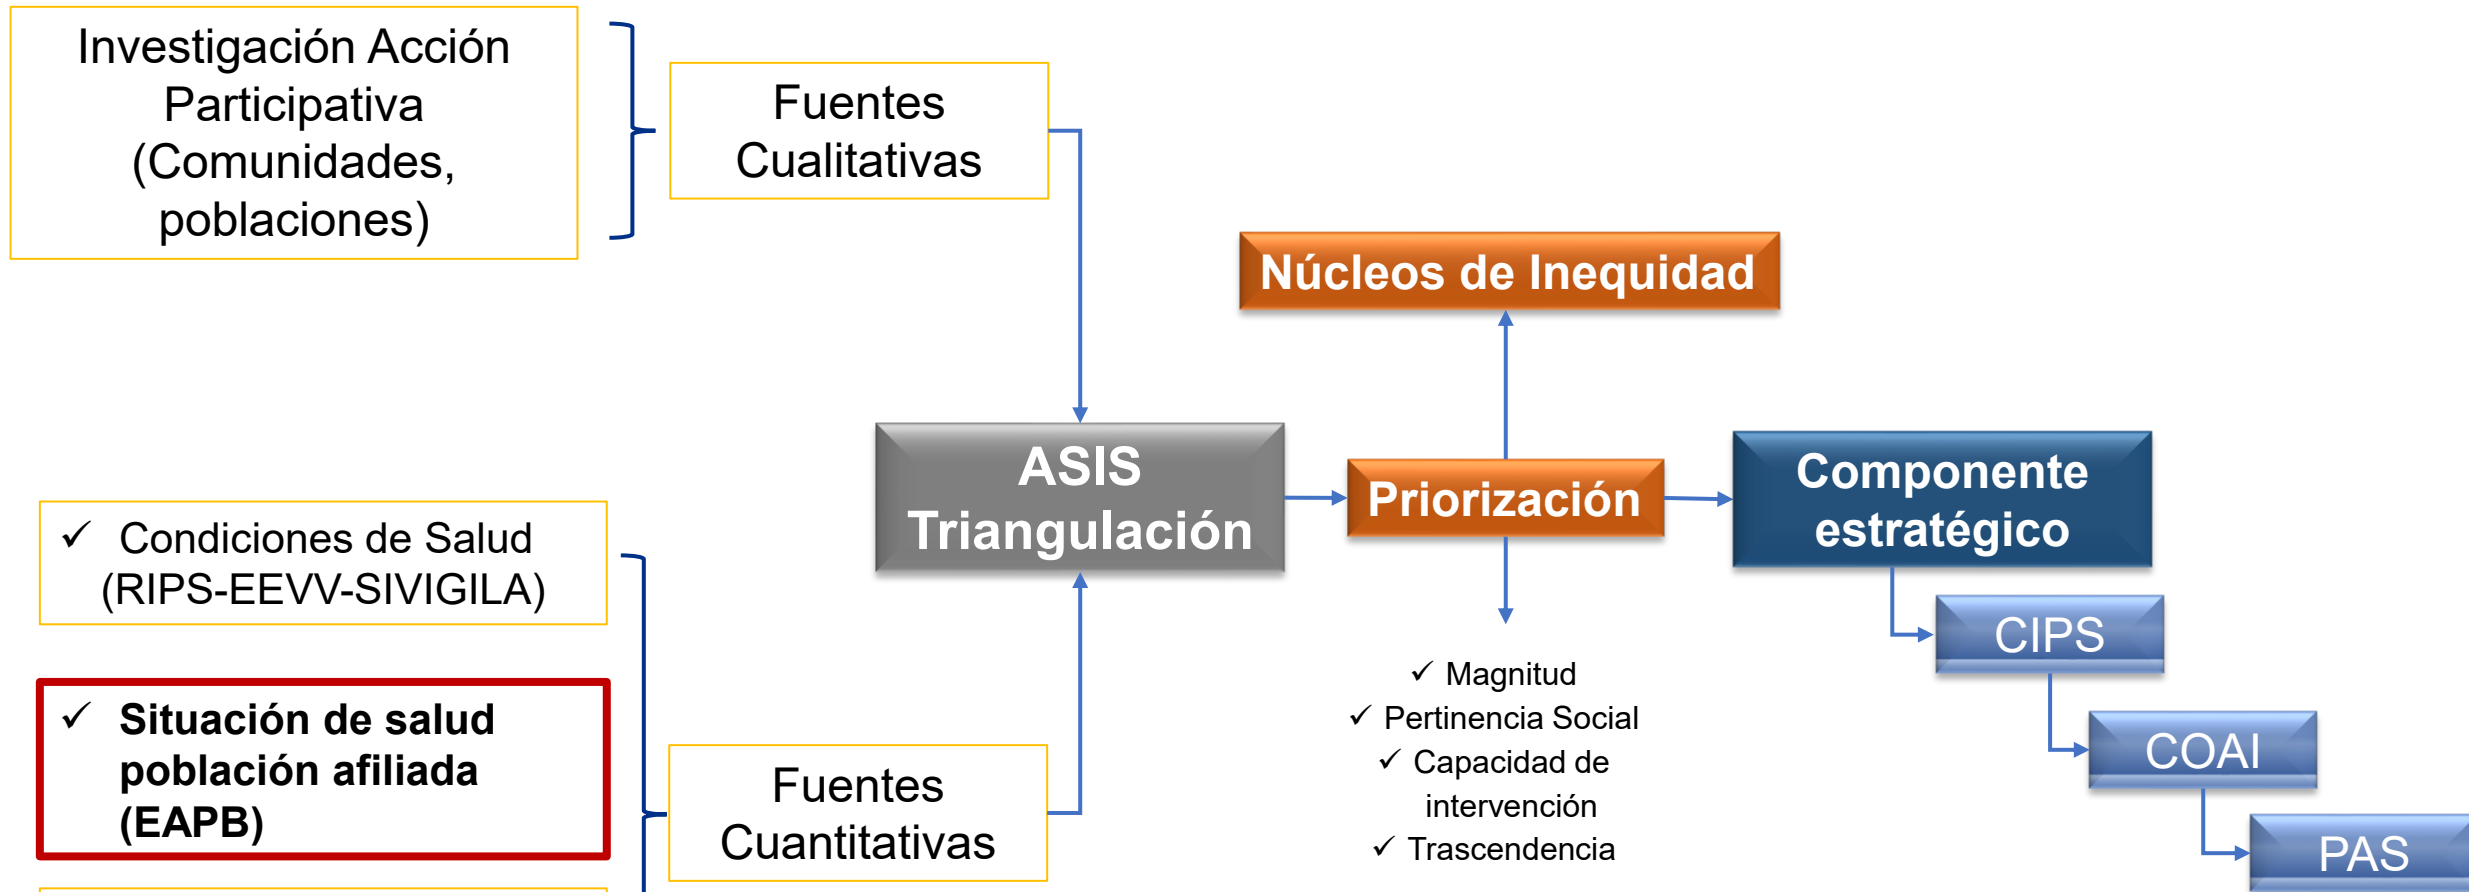 Investigación Acción
Participativa
(Comunidades,
poblaciones)
Fuentes
Cualitativas
✓ Condiciones de Salud
(RIPS-EEVV-SIVIGILA)
✓ Situación de salud
población afiliada
(EAPB)
Fuentes
Cuantitativas
ASIS
Triangulación
Núcleos de Inequidad
Priorización
✓ Magnitud
✓ Pertinencia Social
✓ Capacidad de
intervención
✓ Trascendencia
Componente
estratégico
CIPS
COAI
PAS